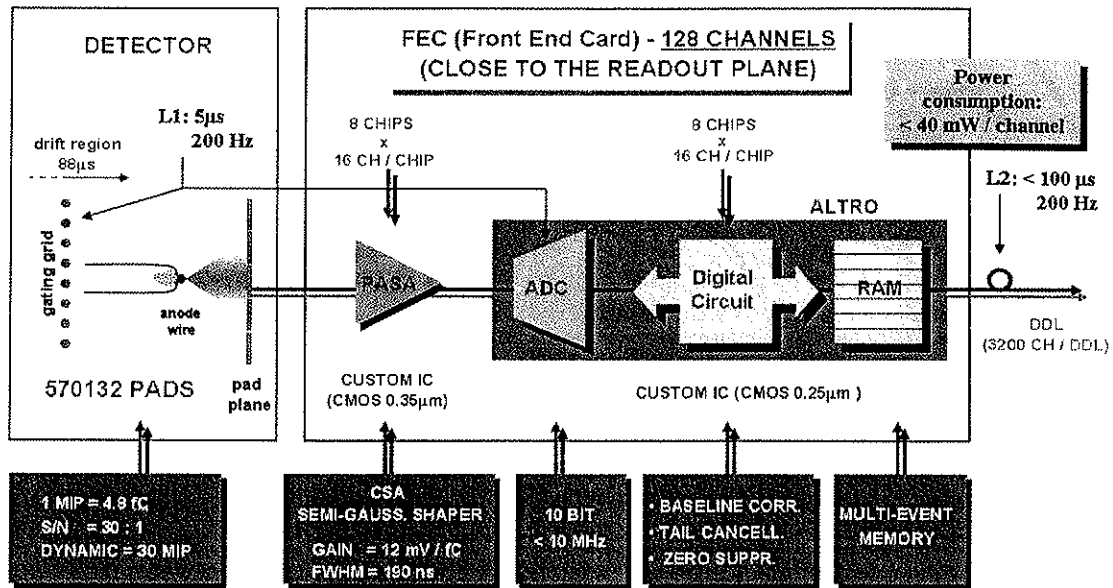 DETECTOR
L1: 5µs
200 Hz
drift region
88µs
gating grid
anode
wire
pad
plane
570132 PADS
FEC (Front End Card) - 128 CHANNELS
(CLOSE TO THE READOUT PLANE)
Power
consumption:
< 40 mW / channel
8 CHIPS
x
16 CH / CHIP
8 CHIPS
x
16 CH / CHIP
L2: < 100 µs
200 Hz
ALTRO
PASA
ADC
Digital
Circuit
RAM
DDL
(3200 CH / DDL)
CUSTOM IC
(CMOS 0.35µm)
CUSTOM IC (CMOS 0.25µm )
1 MIP = 4.8 fC
S/N = 30 : 1
DYNAMIC = 30 MIP
CSA
SEMI-GAUSS. SHAPER
GAIN = 12 mV / fC
FWHM = 190 ns
10 BIT
< 10 MHz
• BASELINE CORR.
• TAIL CANCELL.
• ZERO SUPPR.
MULTI-EVENT
MEMORY